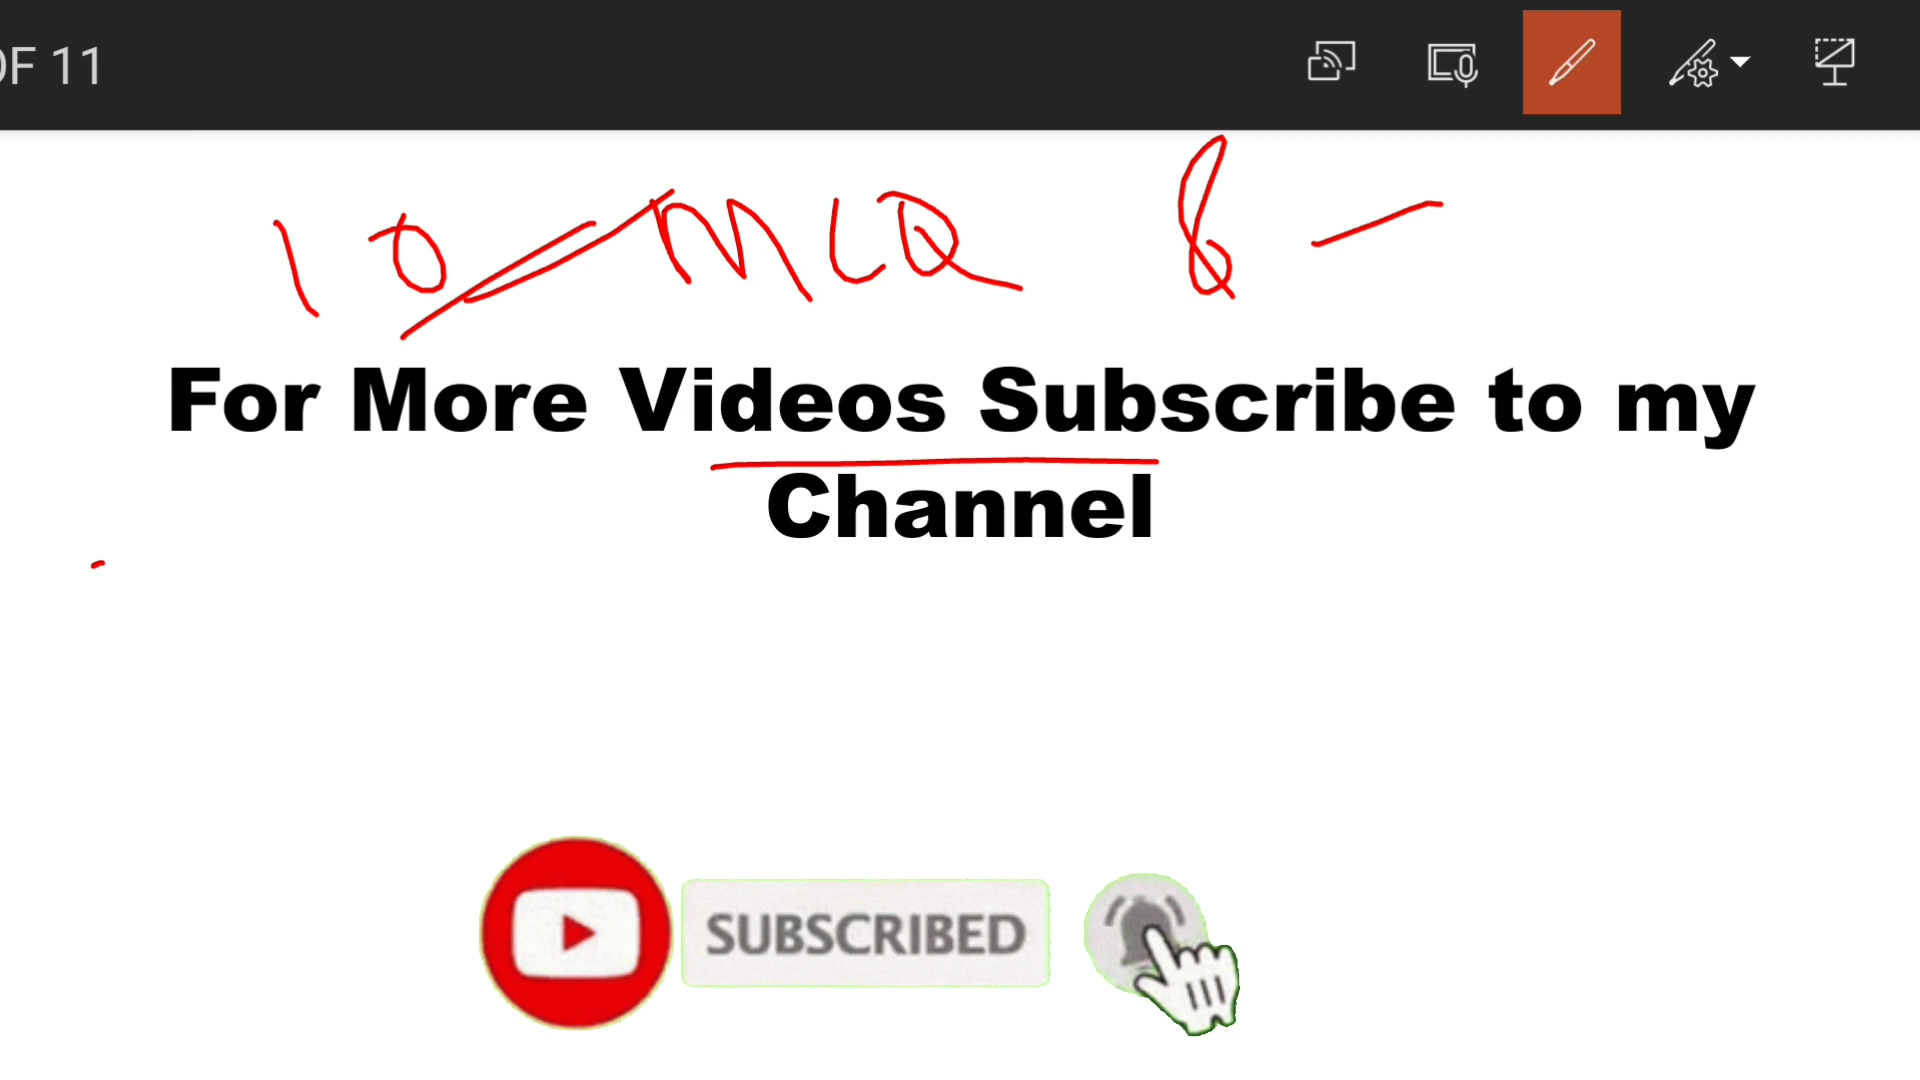 OF 11
10 MCQ
For More Videos Subscribe to my
Channel
SUBSCRIBED